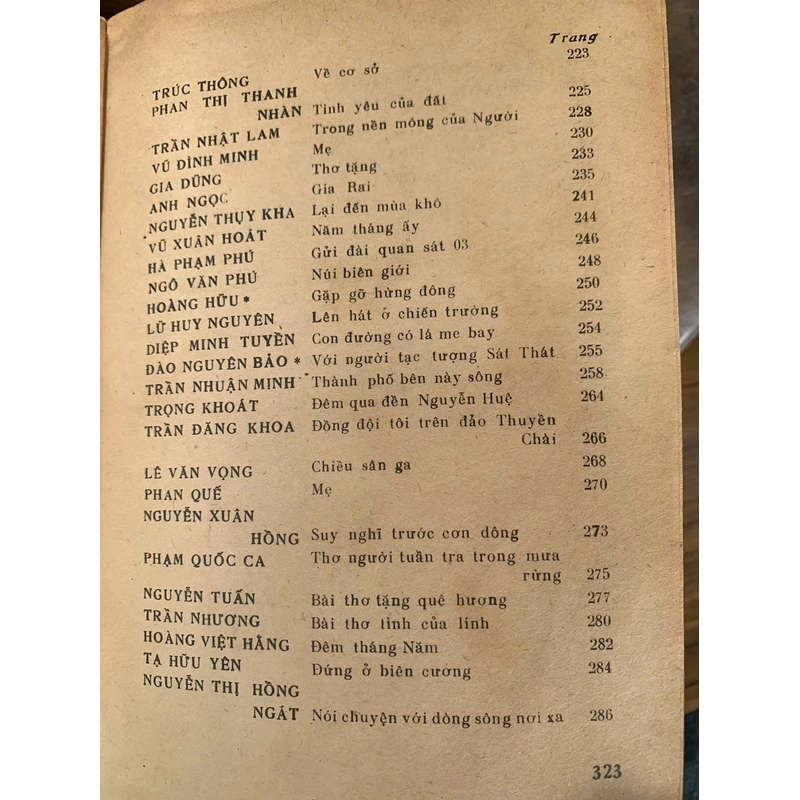 Trang
TRÚC THÔNG Về cơ sở 223
PHAN THỊ THANH
NHÀN Tình yêu của đất 225
TRẦN NHẬT LAM Trong nền móng của Người 228
VŨ ĐÌNH MINH Mẹ 230
GIA DŨNG Thơ tặng 233
ANH NGỌC Gia Rai 235
NGUYỄN THỤY KHA Lại đến mùa khô 241
VŨ XUÂN HOÁT Năm tháng ấy 244
HÀ PHẠM PHÚ Gửi đài quan sát 03 246
NGÔ VĂN PHÚ Núi biên giới 248
HOÀNG HỮU * Gặp gỡ hừng đông 250
LỮ HUY NGUYÊN Lên hát ở chiến trường 252
DIỆP MINH TUYỀN Con đường có lá me bay 254
ĐÀO NGUYÊN BẢO * Với người tạc tượng Sát Thát 255
TRẦN NHUẬN MINH Thành phố bên này sông 258
TRỌNG KHOÁT Đêm qua đền Nguyễn Huệ 264
TRẦN ĐĂNG KHOA Đồng đội tôi trên đảo Thuyền
Chài 266
LÊ VĂN VỌNG Chiều sân ga 268
PHAN QUẾ Mẹ 270
NGUYỄN XUÂN
HỒNG Suy nghĩ trước cơn dông 273
PHẠM QUỐC CA Thơ người tuần tra trong mưa
rừng 275
NGUYỄN TUẤN Bài thơ tặng quê hương 277
TRẦN NHƯƠNG Bài thơ tình của lính 280
HOÀNG VIỆT HẰNG Đêm tháng Năm 282
TẠ HỮU YÊN Đứng ở biên cương 284
NGUYỄN THỊ HỒNG
NGÁT Nói chuyện với dòng sông nơi xa 286
323